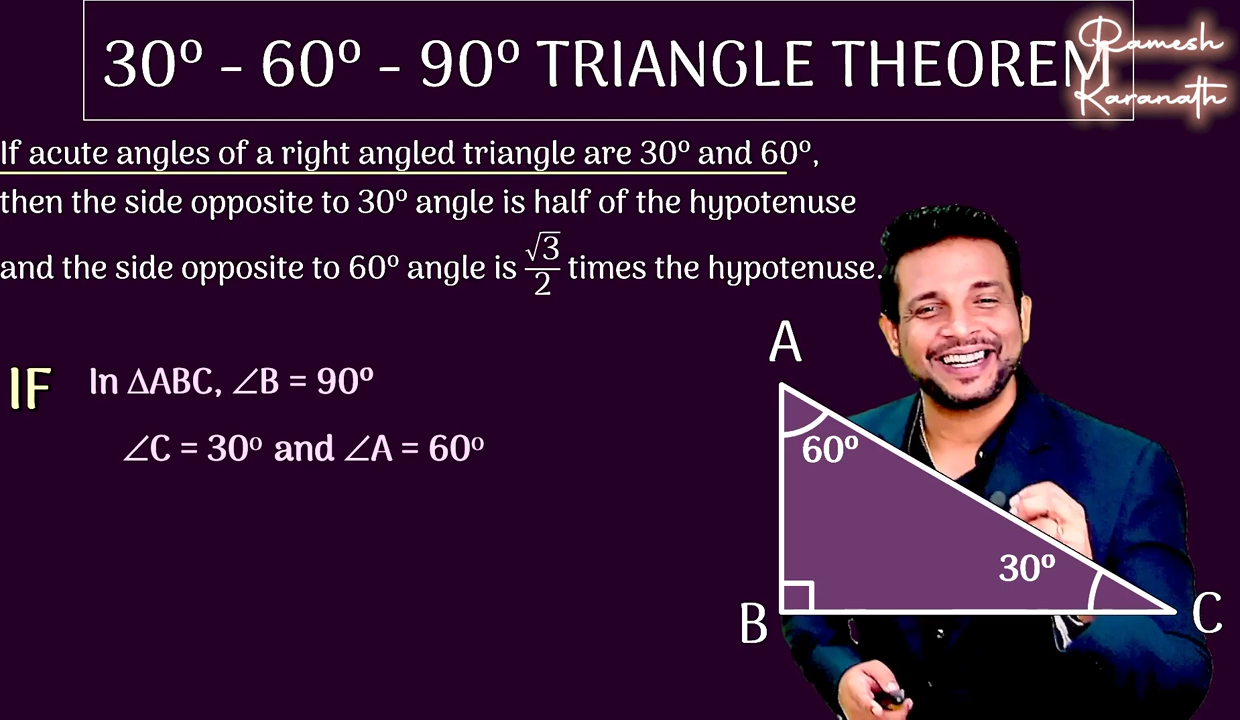 30º - 60º - 90º TRIANGLE THEOREM
Ramesh
Karanath
If acute angles of a right angled triangle are 30º and 60º,
then the side opposite to 30º angle is half of the hypotenuse
and the side opposite to 60º angle is √3/2 times the hypotenuse.
IF In ∆ABC, ∠B = 90º
∠C = 30º and ∠A = 60º
A
60º
30º
B
C